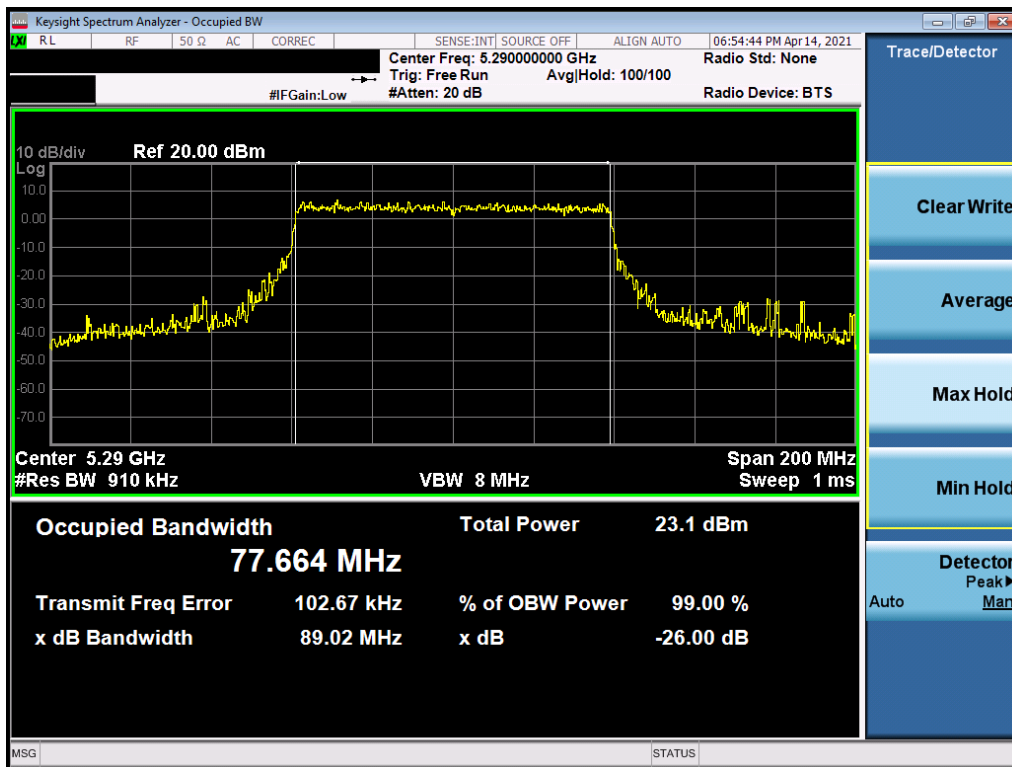 Keysight Spectrum Analyzer - Occupied BW
LXI RL RF 50 Ω AC CORREC SENSE:INT SOURCE OFF ALIGN AUTO 06:54:44 PM Apr 14, 2021
Center Freq: 5.290000000 GHz Radio Std: None
Trig: Free Run Avg|Hold: 100/100
#IFGain:Low #Atten: 20 dB Radio Device: BTS
Trace/Detector
10 dB/div Ref 20.00 dBm
Log
10.0
0.00
-10.0
-20.0
-30.0
-40.0
-50.0
-60.0
-70.0
Center 5.29 GHz Span 200 MHz
#Res BW 910 kHz VBW 8 MHz Sweep 1 ms
Occupied Bandwidth Total Power 23.1 dBm
77.664 MHz
Transmit Freq Error 102.67 kHz % of OBW Power 99.00 %
x dB Bandwidth 89.02 MHz x dB -26.00 dB
Clear Write
Average
Max Hold
Min Hold
Detector
Peak▶
Auto Man
MSG STATUS